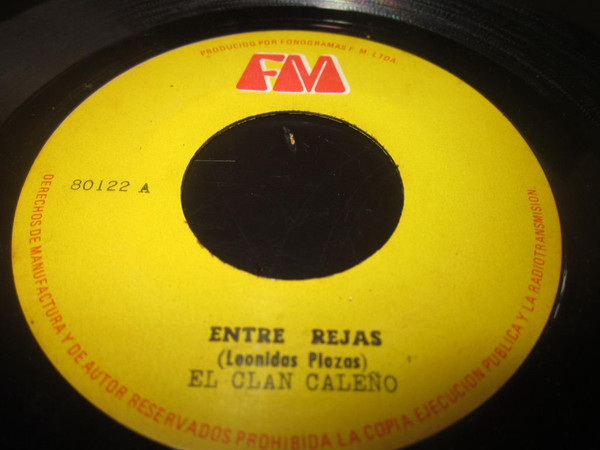 PRODUCIDO POR FONOGRAMAS F. M. LTDA.
FM
80122 A
ENTRE REJAS
(Leonidas Plazas)
EL CLAN CALEÑO
DERECHOS DE MANUFACTURA Y DE AUTOR RESERVADOS PROHIBIDA LA COPIA EJECUCION PUBLICA Y LA RADIOTRANSMISION.